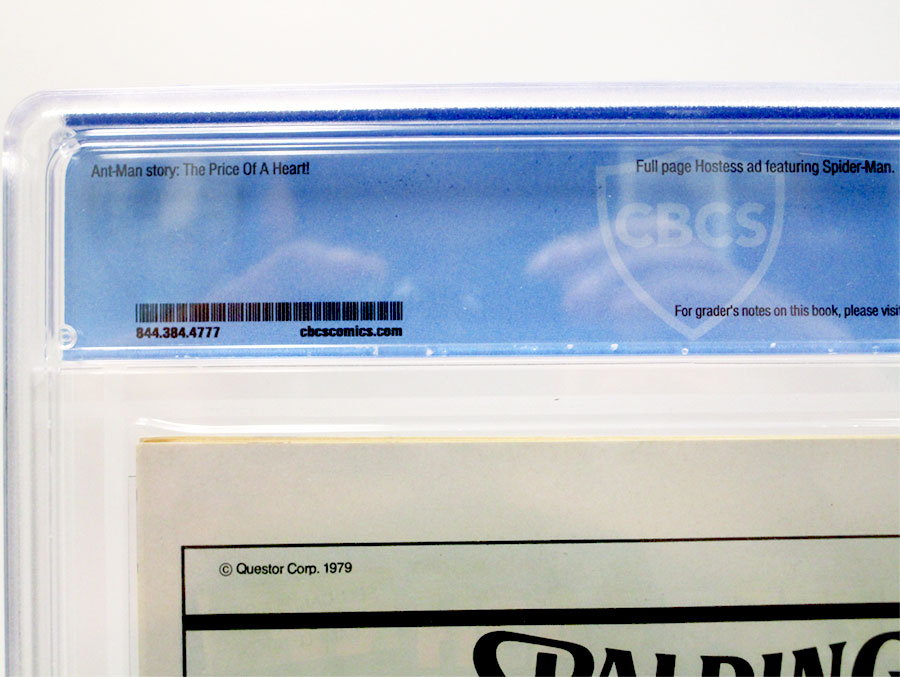 Ant-Man story: The Price Of A Heart!
Full page Hostess ad featuring Spider-Man.
CBCS
For grader's notes on this book, please visit
844.384.4777
cbcscomics.com
© Questor Corp. 1979
SPALDING